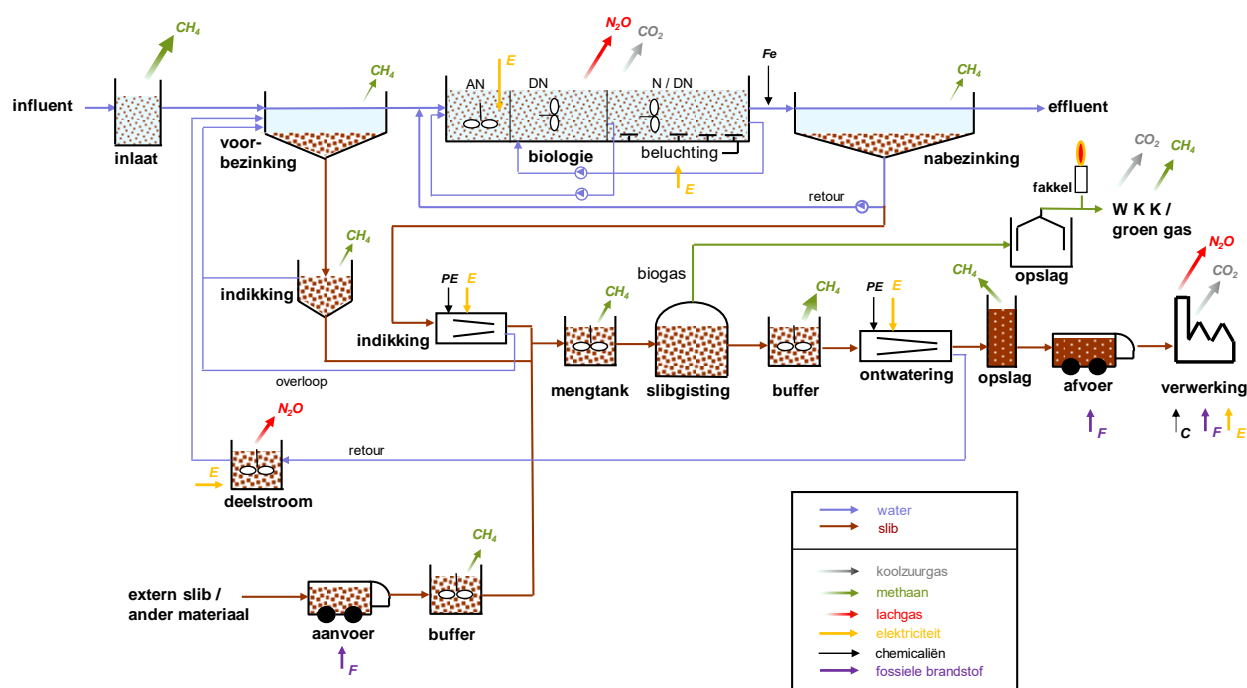 CH4
N2O
CO2
CH4
E
Fe
CH4
AN
DN
N / DN
influent
effluent
inlaat
voor-
bezinking
biologie
beluchting
nabezinking
E
retour
CO2
CH4
fakkel
W K K /
groen gas
opslag
CH4
indikking
PE
E
indikking
overloop
biogas
CH4
mengtank
slibgisting
CH4
buffer
PE
E
ontwatering
CH4
opslag
afvoer
F
N2O
CO2
verwerking
C
F
E
N2O
E
deelstroom
retour
CH4
extern slib /
ander materiaal
aanvoer
buffer
F
water
slib
koolzuurgas
methaan
lachgas
elektriciteit
chemicaliën
fossiele brandstof